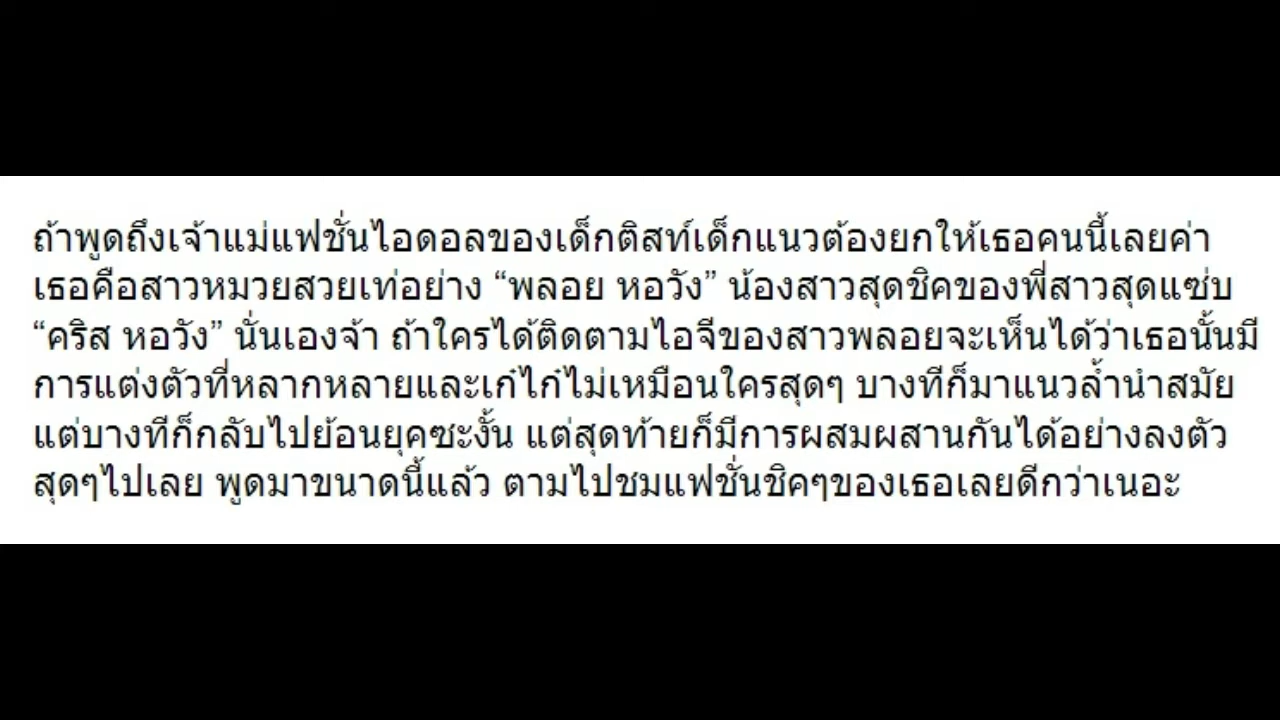 ถ้าพูดถึงเจ้าแม่แฟชั่นไอดอลของเด็กติสท์เด็กแนวต้องยกให้เธอคนนี้เลยค่า
เธอคือสาวหมวยสวยเท่อย่าง “พลอย หอวัง” น้องสาวสุดชิคของพี่สาวสุดแซ่บ
“คริส หอวัง” นั่นเองจ้า ถ้าใครได้ติดตามไอจีของสาวพลอยจะเห็นได้ว่าเธอนั้นมี
การแต่งตัวที่หลากหลายและเก๋ไก๋ไม่เหมือนใครสุดๆ บางทีก็มาแนวล้ำนำสมัย
แต่บางทีก็กลับไปย้อนยุคซะงั้น แต่สุดท้ายก็มีการผสมผสานกันได้อย่างลงตัว
สุดๆไปเลย พูดมาขนาดนี้แล้ว ตามไปชมแฟชั่นชิคๆของเธอเลยดีกว่าเนอะ